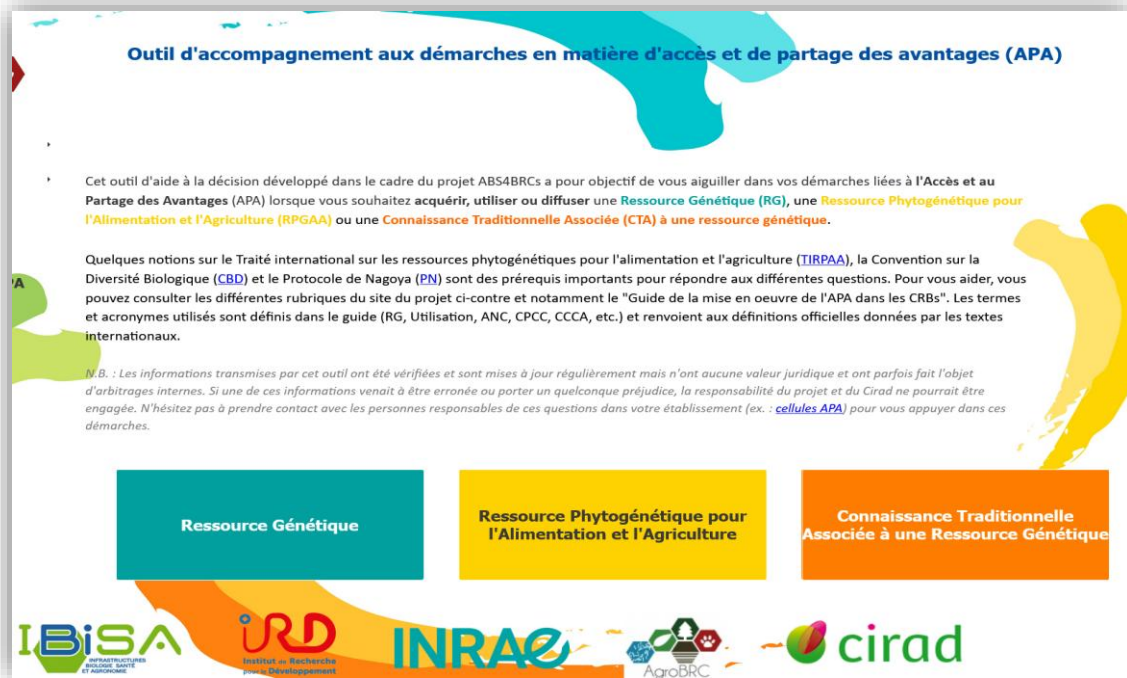 Outil d'accompagnement aux démarches en matière d'accès et de partage des avantages (APA)
Cet outil d'aide à la décision développé dans le cadre du projet ABS4BRCs a pour objectif de vous aiguiller dans vos démarches liées à l'Accès et au
Partage des Avantages (APA) lorsque vous souhaitez acquérir, utiliser ou diffuser une Ressource Génétique (RG), une Ressource Phytogénétique pour
l'Alimentation et l'Agriculture (RPGAA) ou une Connaissance Traditionnelle Associée (CTA) à une ressource génétique.
Quelques notions sur le Traité international sur les ressources phytogénétiques pour l'alimentation et l'agriculture (TIRPAA), la Convention sur la
Diversité Biologique (CBD) et le Protocole de Nagoya (PN) sont des prérequis importants pour répondre aux différentes questions. Pour vous aider, vous
PA
pouvez consulter les différentes rubriques du site du projet ci-contre et notamment le "Guide de la mise en oeuvre de l'APA dans les CRBs". Les termes
et acronymes utilisés sont définis dans le guide (RG, Utilisation, ANC, CPCC, CCCA, etc.) et renvoient aux définitions officielles données par les textes
internationaux.
N.B. : Les informations transmises par cet outil ont été vérifiées et sont mises à jour régulièrement mais n'ont aucune valeur juridique et ont parfois fait l'objet
d'arbitrages internes. Si une de ces informations venait à être erronée ou porter un quelconque préjudice, la responsabilité du projet et du Cirad ne pourrait être
engagée. N'hésitez pas à prendre contact avec les personnes responsables de ces questions dans votre établissement (ex. : cellules APA) pour vous appuyer dans ces
démarches.
Ressource Génétique
Ressource Phytogénétique pour
l'Alimentation et l'Agriculture
Connaissance Traditionnelle
Associée à une Ressource Génétique
IBiSA
INFRASTRUCTURES
BIOLOGIE SANTÉ
ET AGRONOMIE
IRD
Institut de Recherche
pour le Développement
INRAE
AgroBRC
cirad